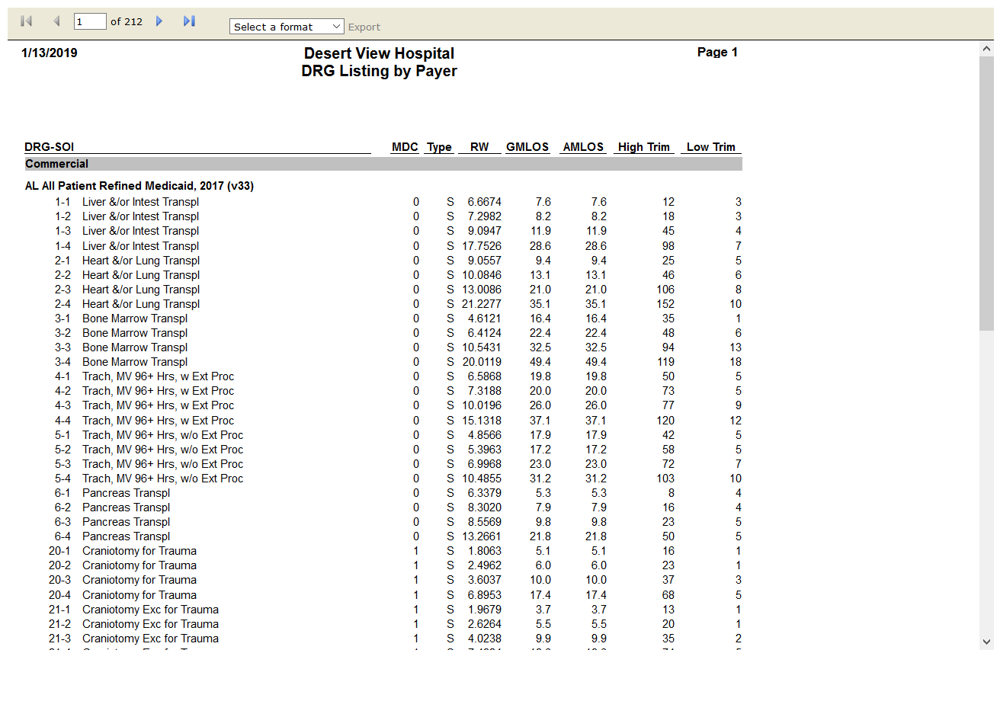 1 of 212 Select a format Export
1/13/2019 Desert View Hospital Page 1
DRG Listing by Payer
DRG-SOI MDC Type RW GMLOS AMLOS High Trim Low Trim
Commercial
AL All Patient Refined Medicaid, 2017 (v33)
1-1 Liver &/or Intest Transpl 0 S 6.6674 7.6 7.6 12 3
1-2 Liver &/or Intest Transpl 0 S 7.2982 8.2 8.2 18 3
1-3 Liver &/or Intest Transpl 0 S 9.0947 11.9 11.9 45 4
1-4 Liver &/or Intest Transpl 0 S 17.7526 28.6 28.6 98 7
2-1 Heart &/or Lung Transpl 0 S 9.0557 9.4 9.4 25 5
2-2 Heart &/or Lung Transpl 0 S 10.0846 13.1 13.1 46 6
2-3 Heart &/or Lung Transpl 0 S 13.0086 21.0 21.0 106 8
2-4 Heart &/or Lung Transpl 0 S 21.2277 35.1 35.1 152 10
3-1 Bone Marrow Transpl 0 S 4.6121 16.4 16.4 35 1
3-2 Bone Marrow Transpl 0 S 6.4124 22.4 22.4 48 6
3-3 Bone Marrow Transpl 0 S 10.5431 32.5 32.5 94 13
3-4 Bone Marrow Transpl 0 S 20.0119 49.4 49.4 119 18
4-1 Trach, MV 96+ Hrs, w Ext Proc 0 S 6.5868 19.8 19.8 50 5
4-2 Trach, MV 96+ Hrs, w Ext Proc 0 S 7.3188 20.0 20.0 73 5
4-3 Trach, MV 96+ Hrs, w Ext Proc 0 S 10.0196 26.0 26.0 77 9
4-4 Trach, MV 96+ Hrs, w Ext Proc 0 S 15.1318 37.1 37.1 120 12
5-1 Trach, MV 96+ Hrs, w/o Ext Proc 0 S 4.8566 17.9 17.9 42 5
5-2 Trach, MV 96+ Hrs, w/o Ext Proc 0 S 5.3963 17.2 17.2 58 5
5-3 Trach, MV 96+ Hrs, w/o Ext Proc 0 S 6.9968 23.0 23.0 72 7
5-4 Trach, MV 96+ Hrs, w/o Ext Proc 0 S 10.4855 31.2 31.2 103 10
6-1 Pancreas Transpl 0 S 6.3379 5.3 5.3 8 4
6-2 Pancreas Transpl 0 S 8.3020 7.9 7.9 16 4
6-3 Pancreas Transpl 0 S 8.5569 9.8 9.8 23 5
6-4 Pancreas Transpl 0 S 13.2661 21.8 21.8 50 5
20-1 Craniotomy for Trauma 1 S 1.8063 5.1 5.1 16 1
20-2 Craniotomy for Trauma 1 S 2.4962 6.0 6.0 23 1
20-3 Craniotomy for Trauma 1 S 3.6037 10.0 10.0 37 3
20-4 Craniotomy for Trauma 1 S 6.8953 17.4 17.4 68 5
21-1 Craniotomy Exc for Trauma 1 S 1.9679 3.7 3.7 13 1
21-2 Craniotomy Exc for Trauma 1 S 2.6264 5.5 5.5 20 1
21-3 Craniotomy Exc for Trauma 1 S 4.0238 9.9 9.9 35 2